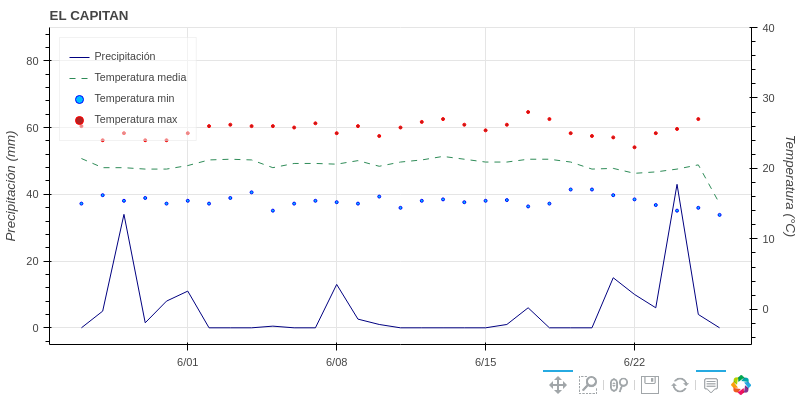 EL CAPITAN
Precipitación
Temperatura media
Temperatura min
Temperatura max
Precipitación (mm)
80
60
40
20
0
40
30
20
10
0
Temperatura (°C)
6/01
6/08
6/15
6/22